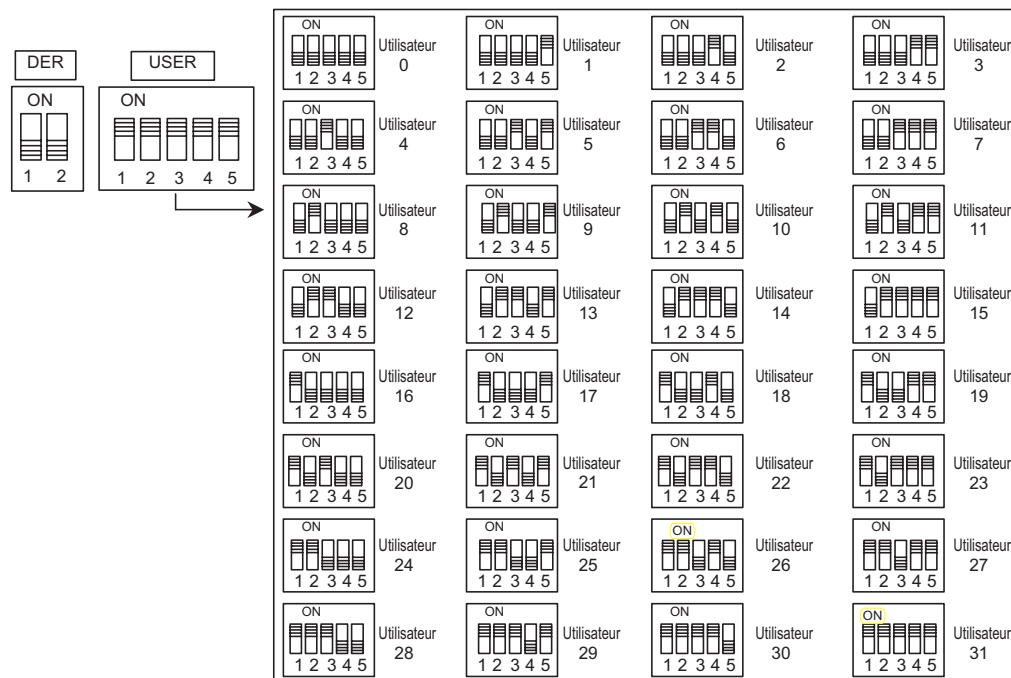 DER
ON
1 2
USER
ON
1 2 3 4 5
ON
1 2 3 4 5
Utilisateur
0
ON
1 2 3 4 5
Utilisateur
1
ON
1 2 3 4 5
Utilisateur
2
ON
1 2 3 4 5
Utilisateur
3
ON
1 2 3 4 5
Utilisateur
4
ON
1 2 3 4 5
Utilisateur
5
ON
1 2 3 4 5
Utilisateur
6
ON
1 2 3 4 5
Utilisateur
7
ON
1 2 3 4 5
Utilisateur
8
ON
1 2 3 4 5
Utilisateur
9
ON
1 2 3 4 5
Utilisateur
10
ON
1 2 3 4 5
Utilisateur
11
ON
1 2 3 4 5
Utilisateur
12
ON
1 2 3 4 5
Utilisateur
13
ON
1 2 3 4 5
Utilisateur
14
ON
1 2 3 4 5
Utilisateur
15
ON
1 2 3 4 5
Utilisateur
16
ON
1 2 3 4 5
Utilisateur
17
ON
1 2 3 4 5
Utilisateur
18
ON
1 2 3 4 5
Utilisateur
19
ON
1 2 3 4 5
Utilisateur
20
ON
1 2 3 4 5
Utilisateur
21
ON
1 2 3 4 5
Utilisateur
22
ON
1 2 3 4 5
Utilisateur
23
ON
1 2 3 4 5
Utilisateur
24
ON
1 2 3 4 5
Utilisateur
25
ON
1 2 3 4 5
Utilisateur
26
ON
1 2 3 4 5
Utilisateur
27
ON
1 2 3 4 5
Utilisateur
28
ON
1 2 3 4 5
Utilisateur
29
ON
1 2 3 4 5
Utilisateur
30
ON
1 2 3 4 5
Utilisateur
31